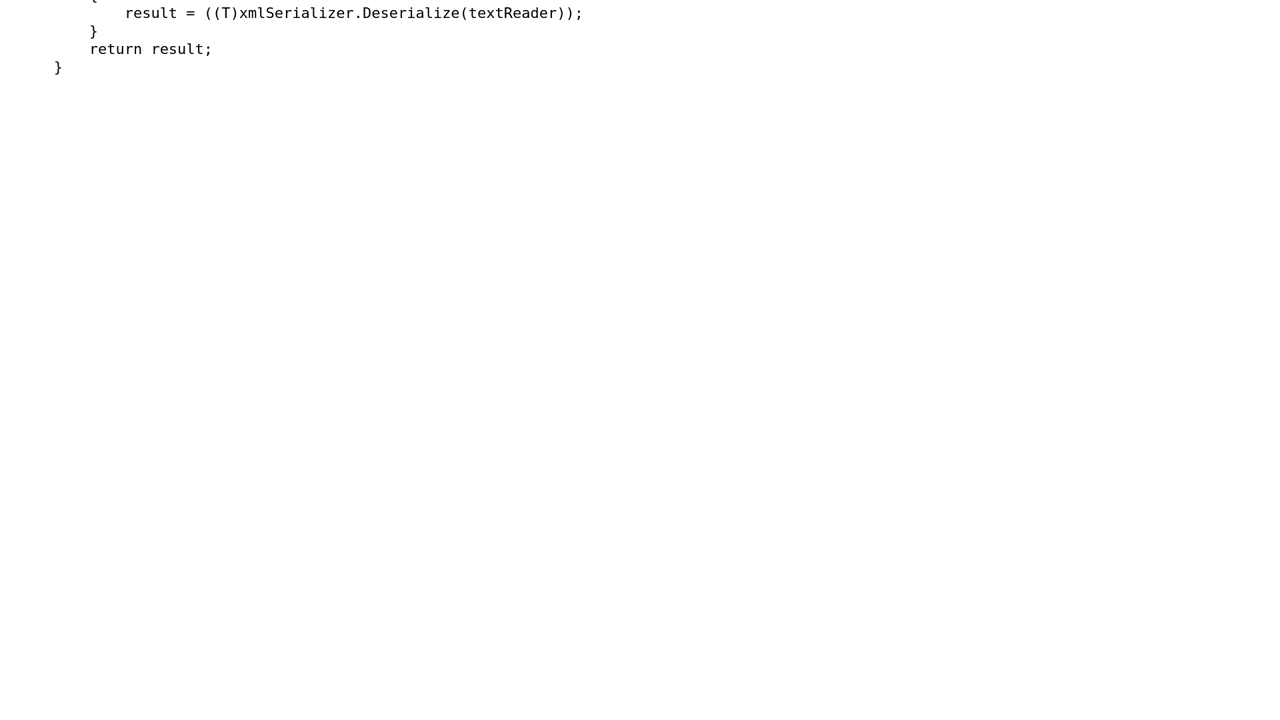 {
result = ((T)xmlSerializer.Deserialize(textReader));
}
return result;
}